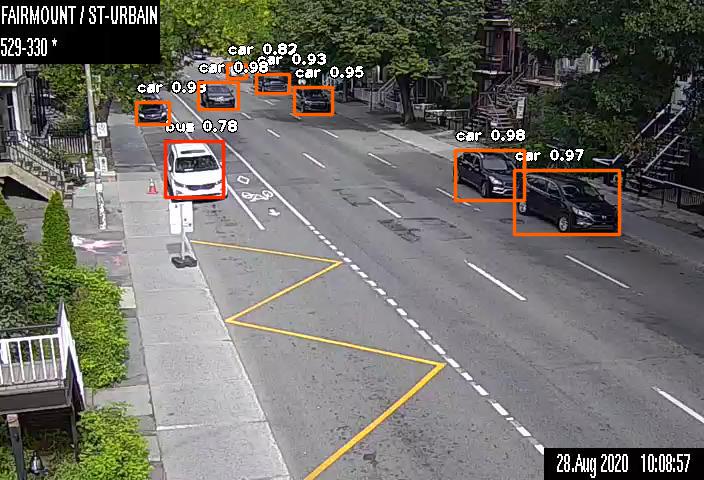 FAIRMOUNT / ST-URBAIN
529-330 *
car 0.82
car 0.93
car 0.98
car 0.95
car 0.93
bus 0.78
car 0.98
car 0.97
28.Aug 2020 10:08:57